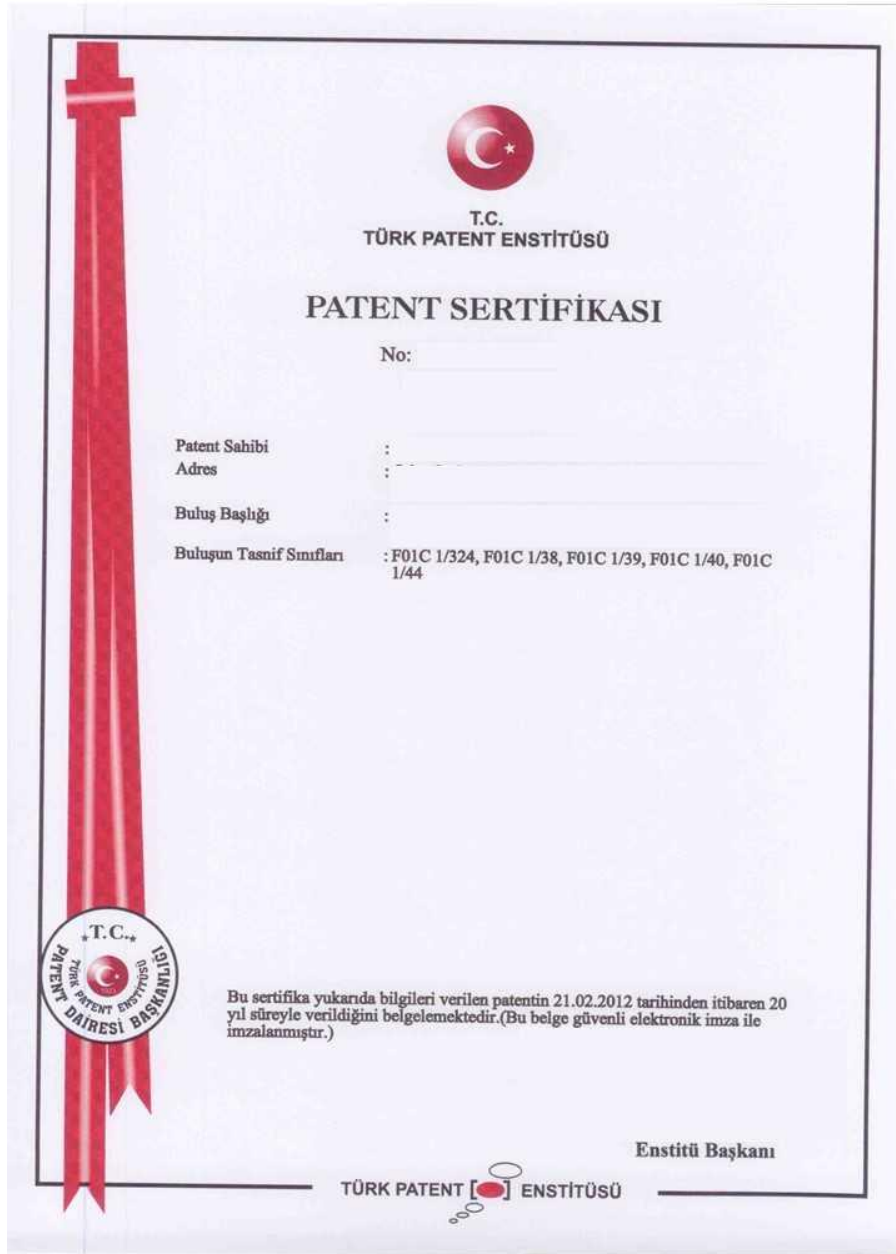 T.C.
TÜRK PATENT ENSTİTÜSÜ
PATENT SERTİFİKASI
No:
Patent Sahibi :
Adres :
Buluş Başlığı :
Buluşun Tasnif Sınıfları : F01C 1/324, F01C 1/38, F01C 1/39, F01C 1/40, F01C
1/44
T.C.
PATENT DAİRESİ BAŞKANLIĞI
TÜRK PATENT ENSTİTÜSÜ
Bu sertifika yukarıda bilgileri verilen patentin 21.02.2012 tarihinden itibaren 20
yıl süreyle verildiğini belgelemektedir.(Bu belge güvenli elektronik imza ile
imzalanmıştır.)
Enstitü Başkanı
TÜRK PATENT [ ] ENSTİTÜSÜ